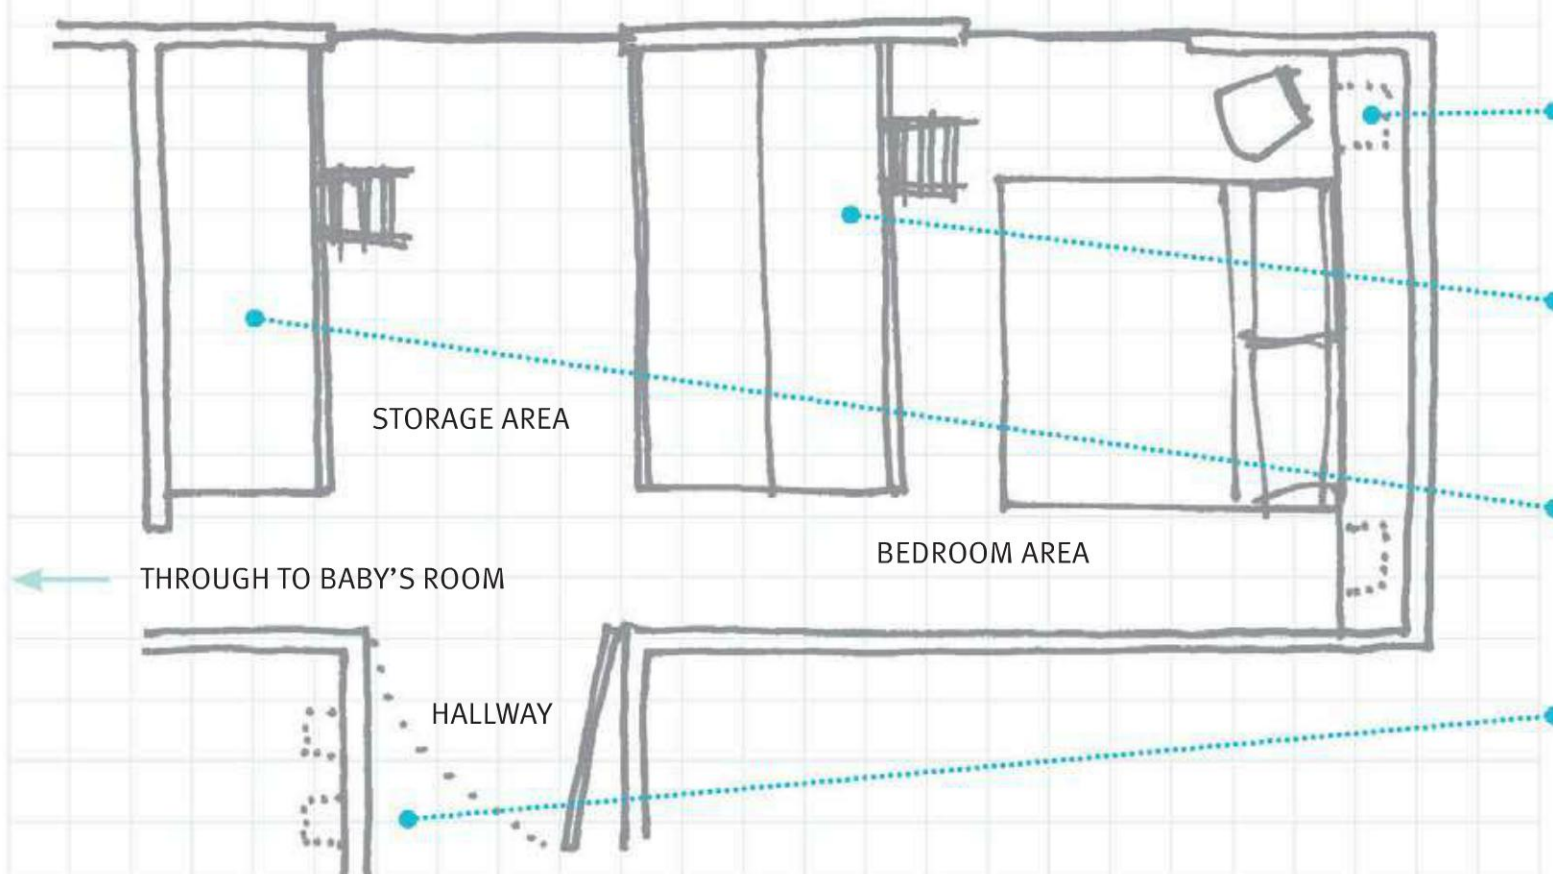 STORAGE AREA
BEDROOM AREA
THROUGH TO BABY’S ROOM
HALLWAY